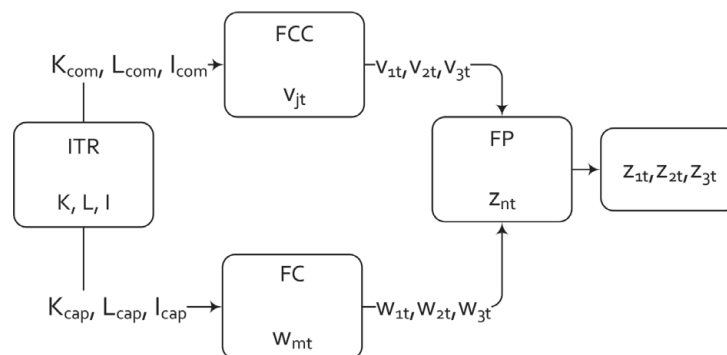 FCC
v_jt
K_com, L_com, I_com
v_1t, v_2t, v_3t
ITR
K, L, I
FP
z_nt
z_1t, z_2t, z_3t
K_cap, L_cap, I_cap
FC
w_mt
w_1t, w_2t, w_3t